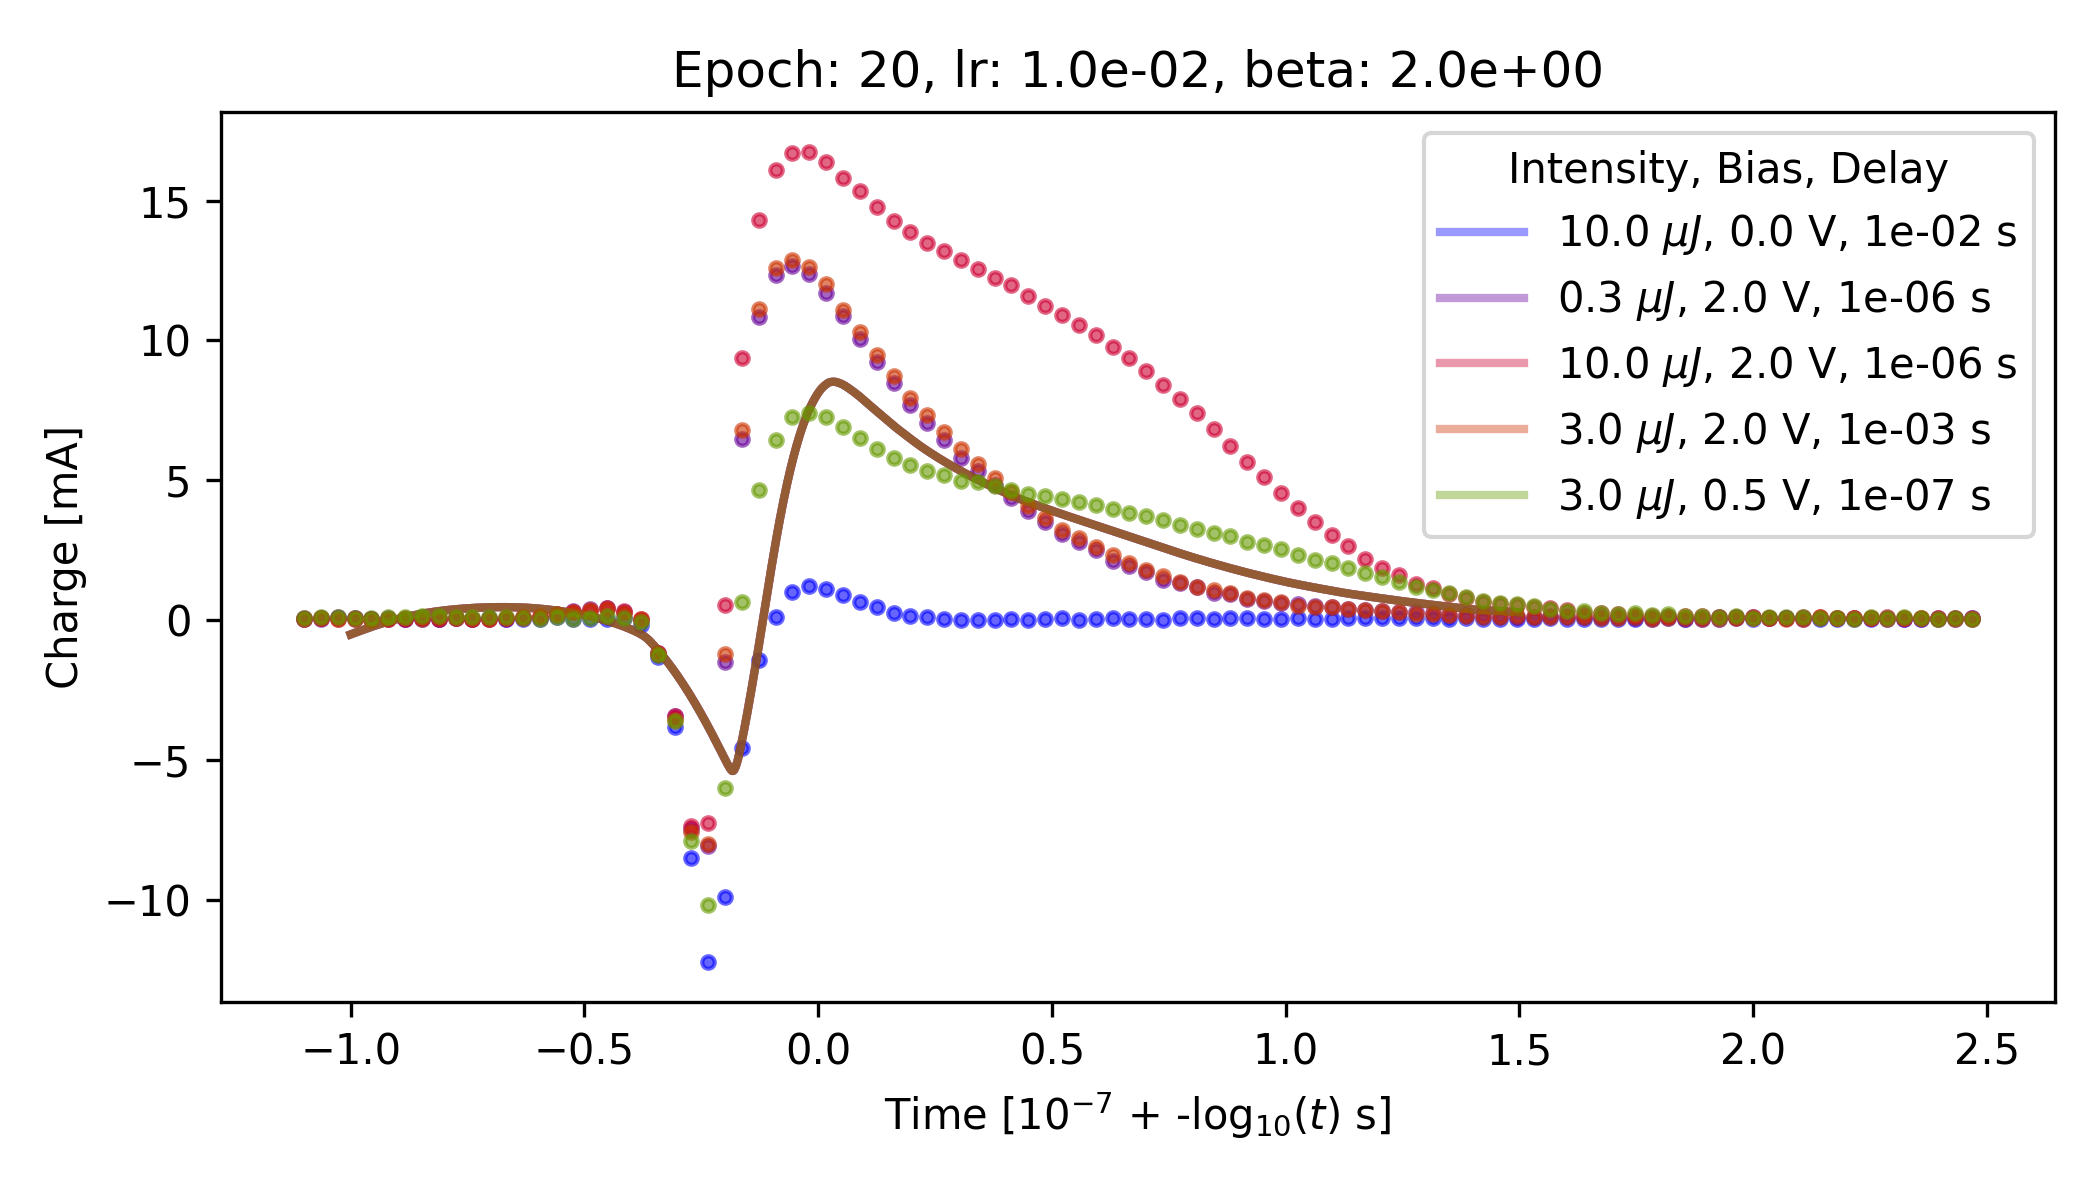 Epoch: 20, lr: 1.0e-02, beta: 2.0e+00
Charge [mA]
15
10
5
0
−5
−10
Intensity, Bias, Delay
10.0 μJ, 0.0 V, 1e-02 s
0.3 μJ, 2.0 V, 1e-06 s
10.0 μJ, 2.0 V, 1e-06 s
3.0 μJ, 2.0 V, 1e-03 s
3.0 μJ, 0.5 V, 1e-07 s
−1.0 −0.5 0.0 0.5 1.0 1.5 2.0 2.5
Time [10⁻⁷ + -log₁₀(t) s]